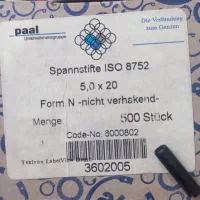 paal
Unternehmensgruppe
Die Verbindung
zum Ganzen
Spannstifte ISO 8752
5,0 x 20
Form N -nicht verhakend-
Menge: 500 Stück
Code-No. 8000802
3602005